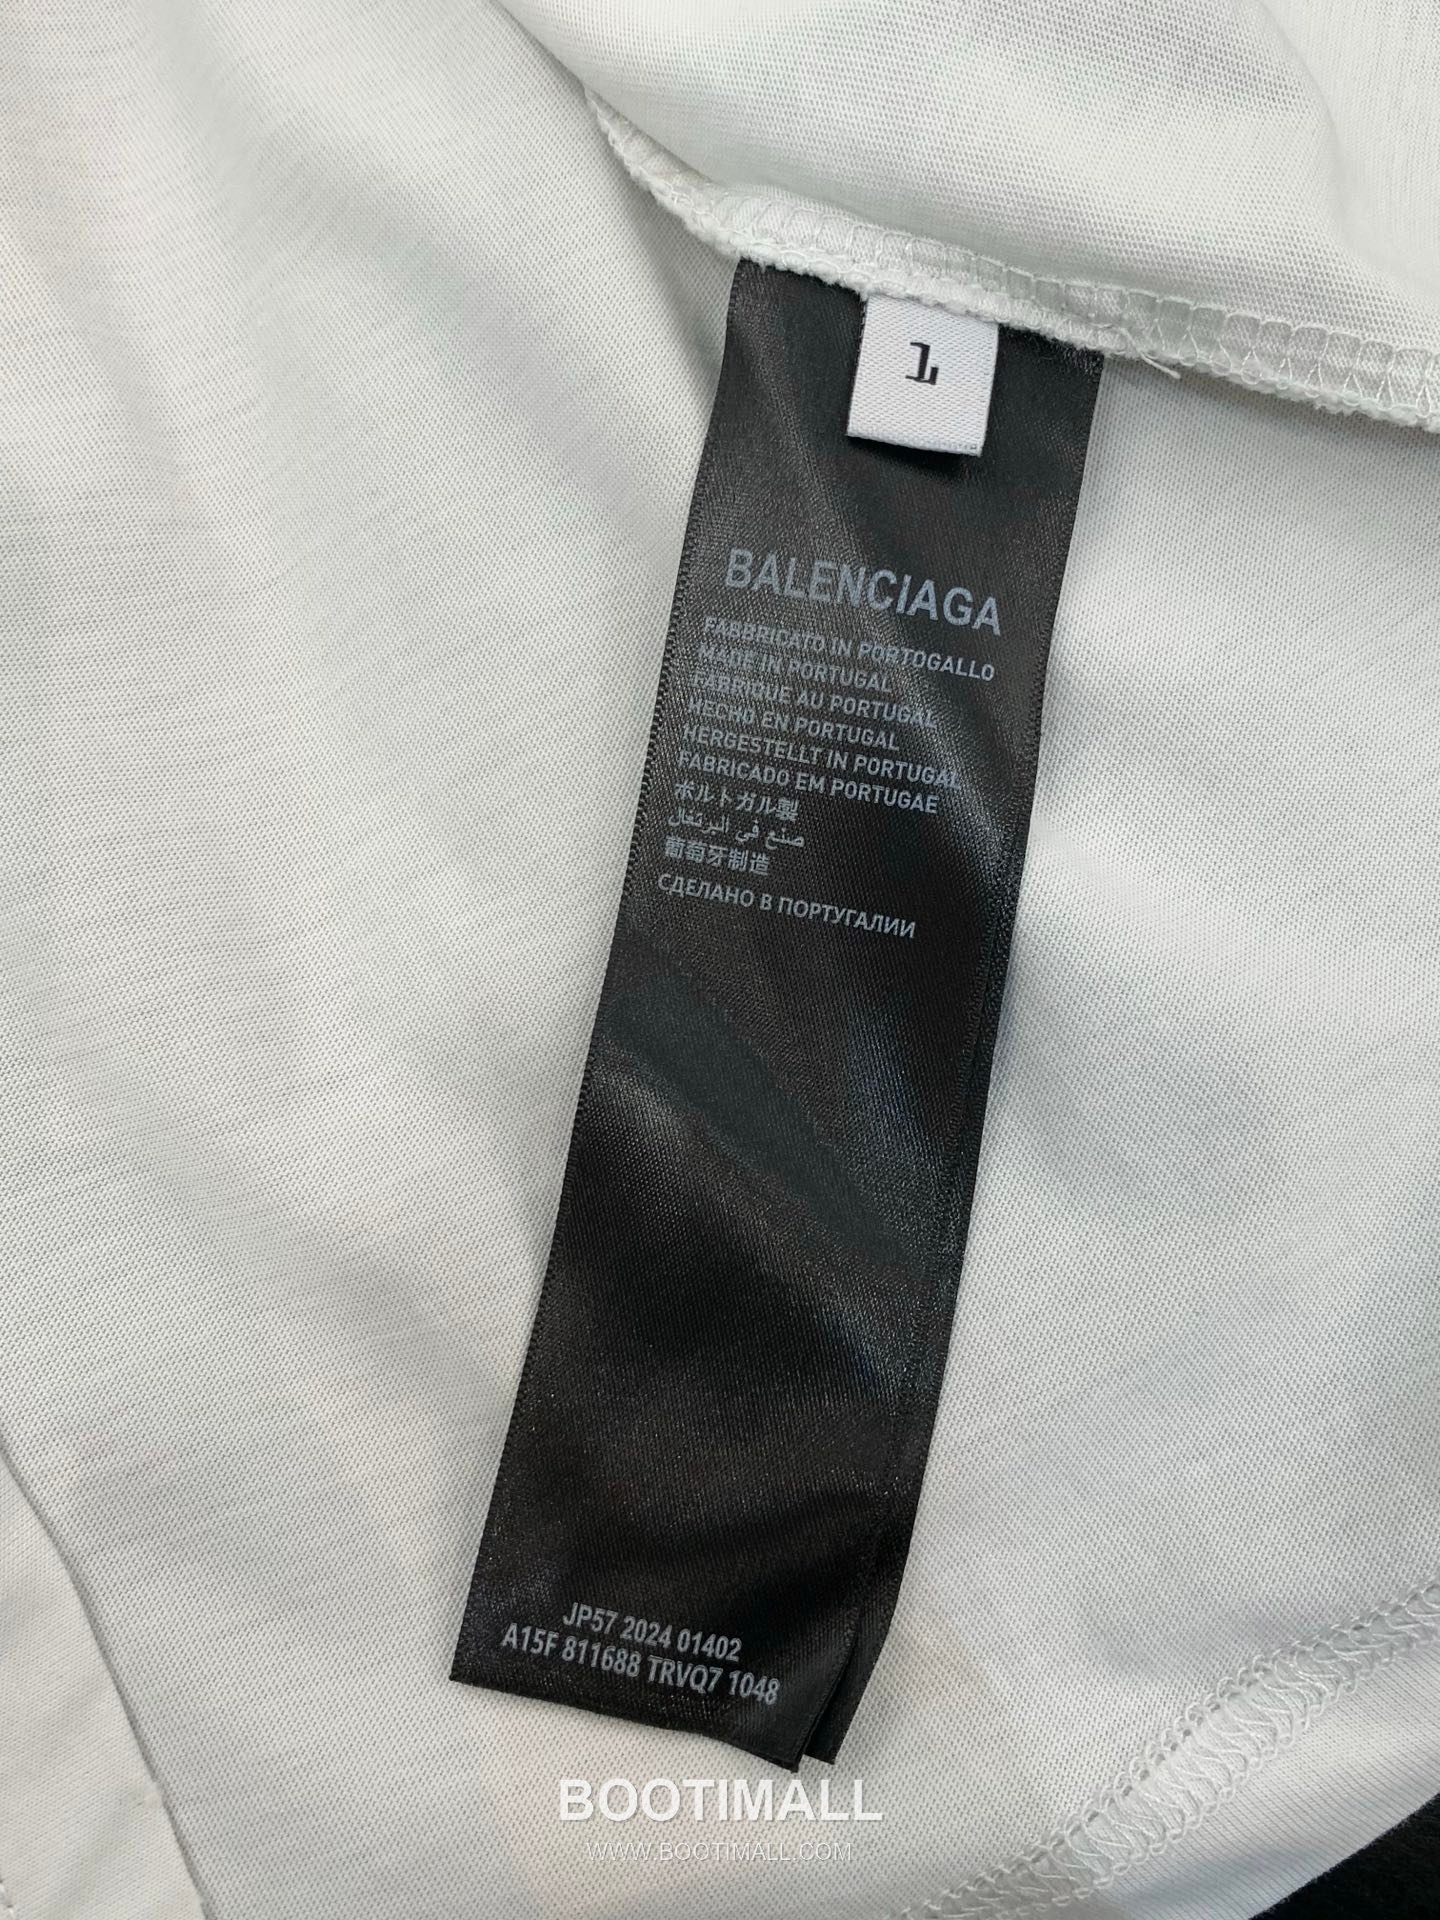 1
BALENCIAGA
FABBRICATO IN PORTOGALLO
MADE IN PORTUGAL
FABRIQUE AU PORTUGAL
HECHO EN PORTUGAL
HERGESTELLT IN PORTUGAL
FABRICADO EM PORTUGAE
ポルトガル製
صنع في البرتغال
葡萄牙制造
СДЕЛАНО В ПОРТУГАЛИИ
JP57 2024 01402
A15F 811688 TRVQ7 1048
BOOTIMALL
WWW.BOOTIMALL.COM